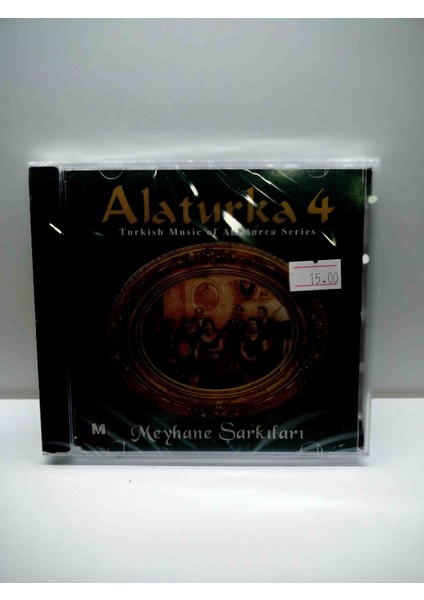 Alaturka 4
Turkish Music of Alaturca Series
15.00
M
Meyhane Şarkıları